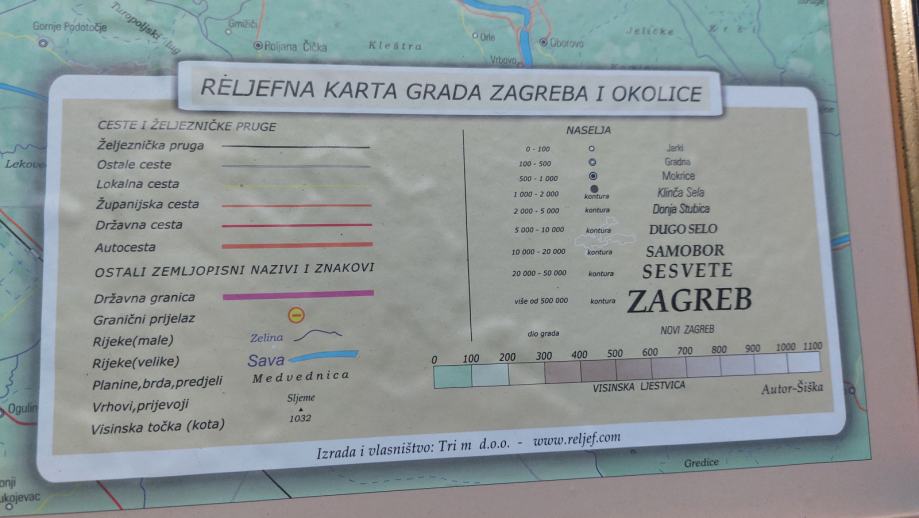 Turopoljski lug
Gornje Podotočje
Poljana Čička
Kleštra
Orle
Oborovo
Vrbovo
Jelićke
RELJEFNA KARTA GRADA ZAGREBA I OKOLICE
CESTE I ŽELJEZNIČKE PRUGE
Željeznička pruga
Ostale ceste
Lokalna cesta
Županijska cesta
Državna cesta
Autocesta
OSTALI ZEMLJOPISNI NAZIVI I ZNAKOVI
Državna granica
Granični prijelaz
Rijeke(male) Zelina
Rijeke(velike) Sava
Planine,brda,predjeli Medvednica
Vrhovi,prijevoji Sljeme
Visinska točka (kota) 1032
NASELJA
0 - 100 Jerki
100 - 500 Gradna
500 - 1 000 Mokrice
1 000 - 2 000 kontura Klinča Sela
2 000 - 5 000 kontura Donja Stubica
5 000 - 10 000 kontura DUGO SELO
10 000 - 20 000 kontura SAMOBOR
20 000 - 50 000 kontura SESVETE
više od 500 000 kontura ZAGREB
dio grada NOVI ZAGREB
0 100 200 300 400 500 600 700 800 900 1000 1100
VISINSKA LJESTVICA
Autor-Šiška
Izrada i vlasništvo: Tri m d.o.o. - www.reljef.com
Gredice
Lekove
Ogulin
ukojevac